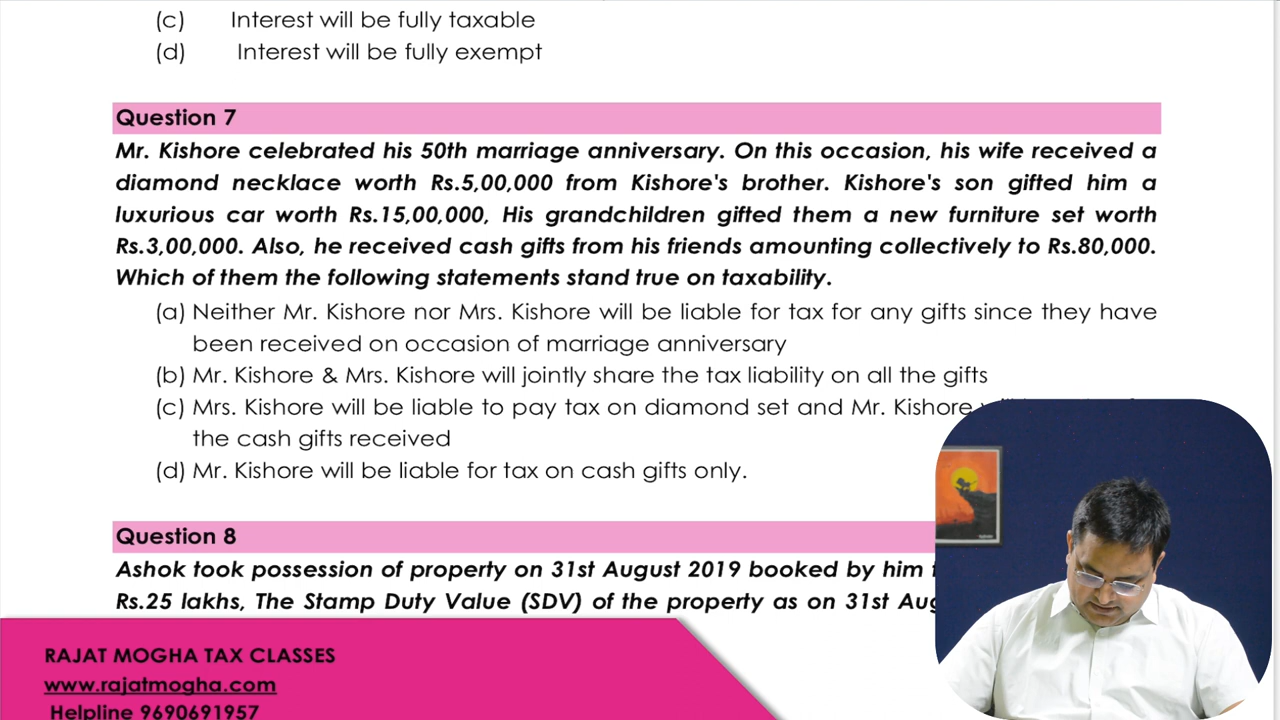 (c) Interest will be fully taxable
(d) Interest will be fully exempt
Question 7
Mr. Kishore celebrated his 50th marriage anniversary. On this occasion, his wife received a
diamond necklace worth Rs.5,00,000 from Kishore's brother. Kishore's son gifted him a
luxurious car worth Rs.15,00,000, His grandchildren gifted them a new furniture set worth
Rs.3,00,000. Also, he received cash gifts from his friends amounting collectively to Rs.80,000.
Which of them the following statements stand true on taxability.
(a) Neither Mr. Kishore nor Mrs. Kishore will be liable for tax for any gifts since they have
been received on occasion of marriage anniversary
(b) Mr. Kishore & Mrs. Kishore will jointly share the tax liability on all the gifts
(c) Mrs. Kishore will be liable to pay tax on diamond set and Mr. Kishore
the cash gifts received
(d) Mr. Kishore will be liable for tax on cash gifts only.
Question 8
Ashok took possession of property on 31st August 2019 booked by him
Rs.25 lakhs, The Stamp Duty Value (SDV) of the property as on 31st
RAJAT MOGHA TAX CLASSES
www.rajatmogha.com
Helpline 9690691957